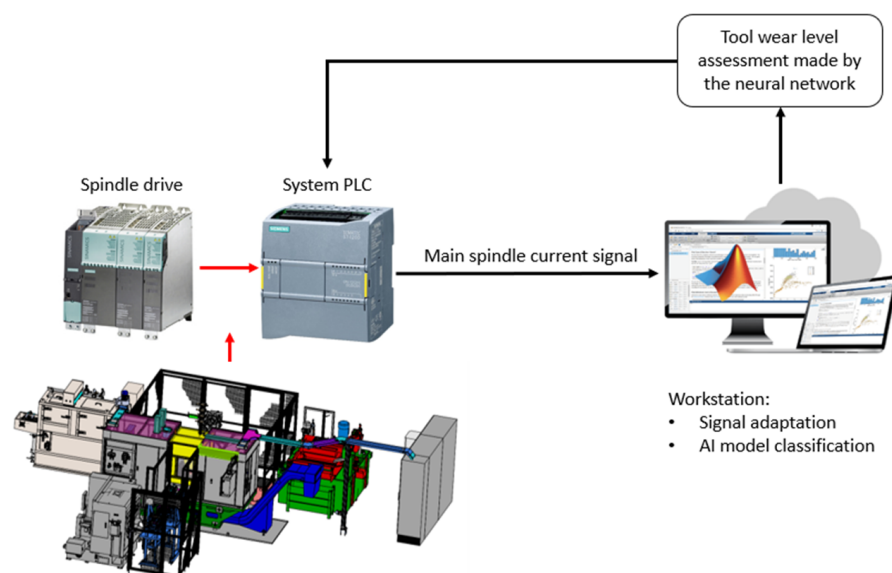 Tool wear level
assessment made by
the neural network
Spindle drive
System PLC
SIEMENS
Main spindle current signal
Workstation:
• Signal adaptation
• AI model classification